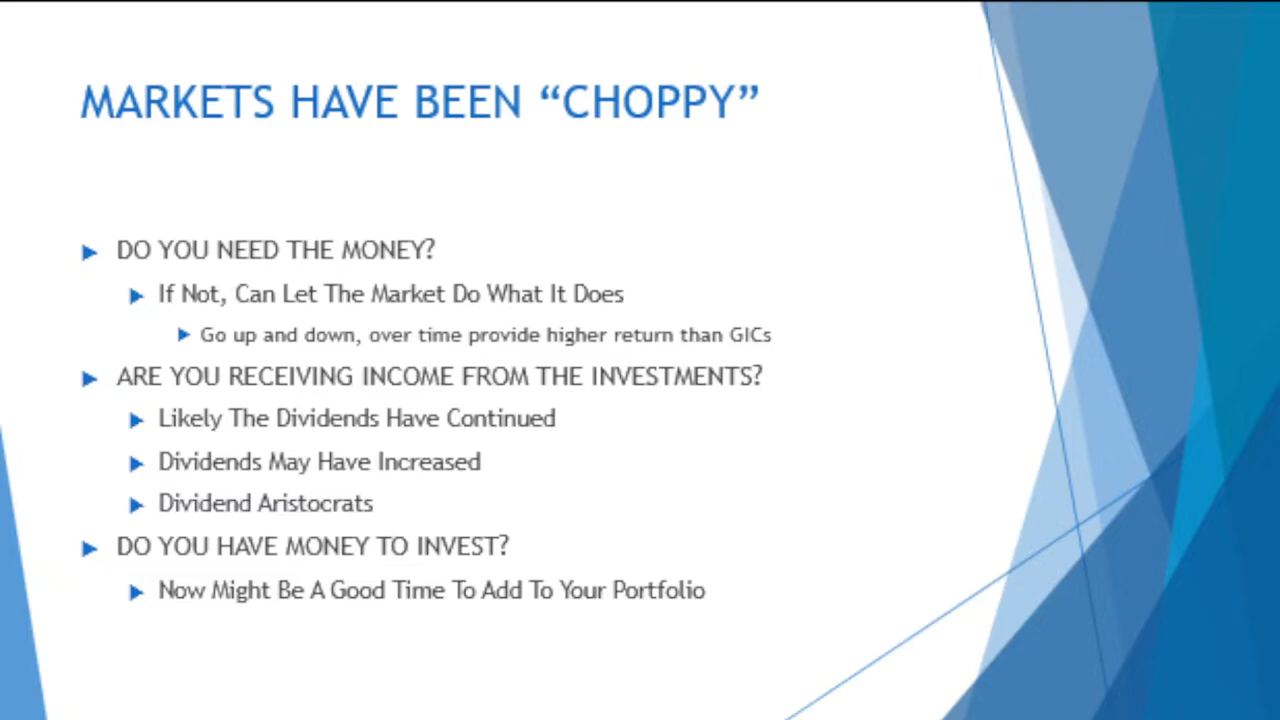 MARKETS HAVE BEEN “CHOPPY”
DO YOU NEED THE MONEY?
If Not, Can Let The Market Do What It Does
Go up and down, over time provide higher return than GICs
ARE YOU RECEIVING INCOME FROM THE INVESTMENTS?
Likely The Dividends Have Continued
Dividends May Have Increased
Dividend Aristocrats
DO YOU HAVE MONEY TO INVEST?
Now Might Be A Good Time To Add To Your Portfolio